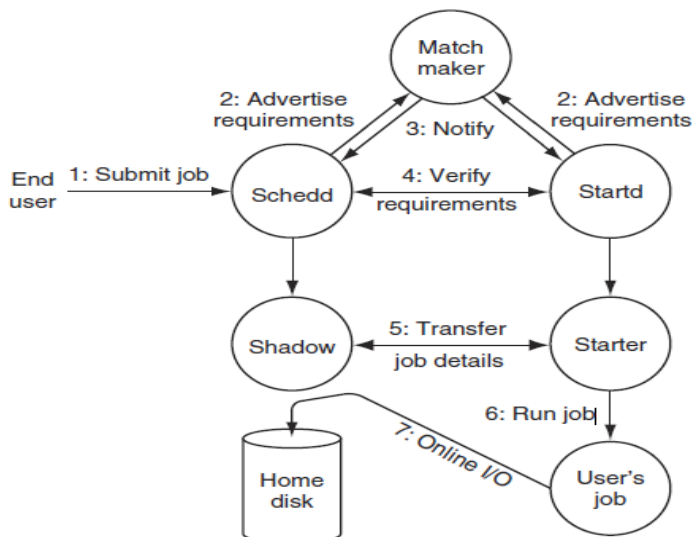 Match
maker
2: Advertise
requirements
2: Advertise
requirements
3: Notify
End
user
1: Submit job
Schedd
4: Verify
requirements
Startd
Shadow
5: Transfer
job details
Starter
6: Run job
7: Online I/O
Home
disk
User's
job